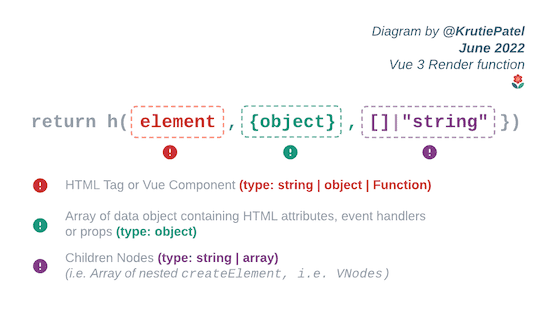 Diagram by @KrutiePatel
June 2022
Vue 3 Render function
return h( element , {object} , []|"string" })
HTML Tag or Vue Component (type: string | object | Function)
Array of data object containing HTML attributes, event handlers
or props (type: object)
Children Nodes (type: string | array)
(i.e. Array of nested createElement, i.e. VNodes)